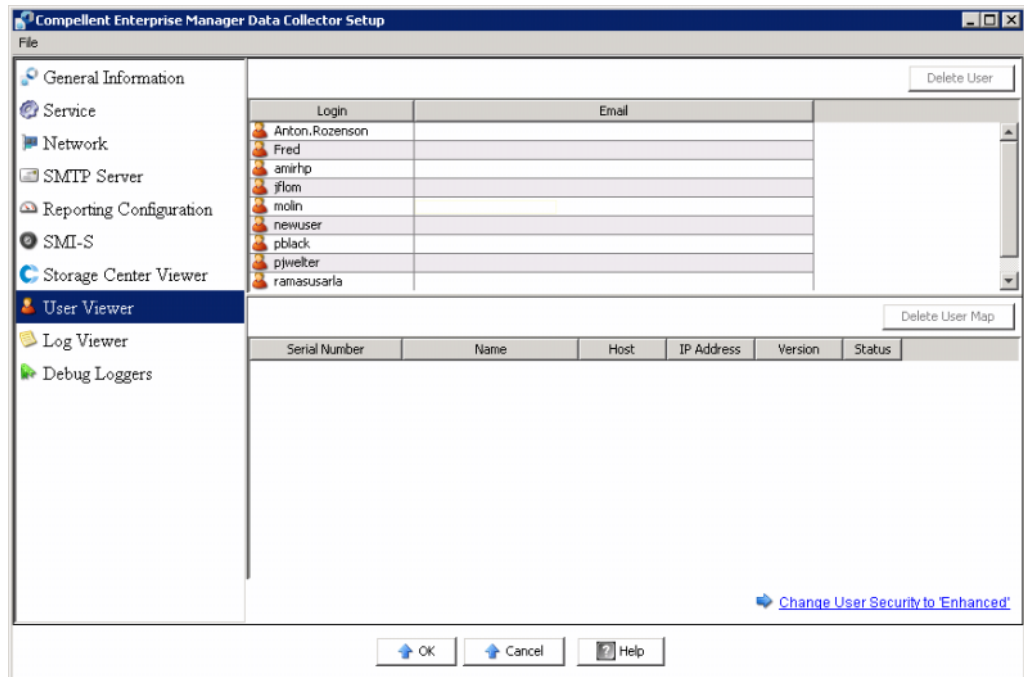 Compellent Enterprise Manager Data Collector Setup
File
General Information
Service
Network
SMTP Server
Reporting Configuration
SMI-S
Storage Center Viewer
User Viewer
Log Viewer
Debug Loggers
Delete User
Login Email
Anton.Rozenson
Fred
amirhp
jflom
molin
newuser
pblack
pjwelter
ramasusarla
Delete User Map
Serial Number Name Host IP Address Version Status
Change User Security to 'Enhanced'
OK Cancel ? Help